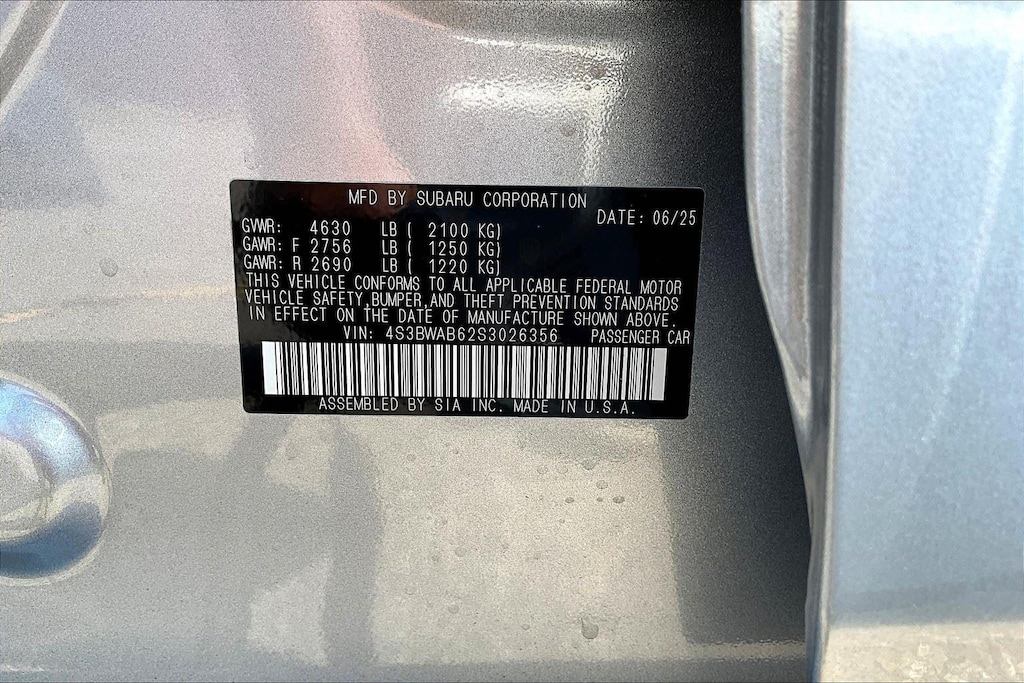 MFD BY SUBARU CORPORATION
DATE: 06/25
GVWR: 4630 LB ( 2100 KG)
GAWR: F 2756 LB ( 1250 KG)
GAWR: R 2690 LB ( 1220 KG)
THIS VEHICLE CONFORMS TO ALL APPLICABLE FEDERAL MOTOR
VEHICLE SAFETY,BUMPER,AND THEFT PREVENTION STANDARDS
IN EFFECT ON THE DATE OF MANUFACTURE SHOWN ABOVE.
VIN: 4S3BWAB62S3026356 PASSENGER CAR
ASSEMBLED BY SIA INC. MADE IN U.S.A.